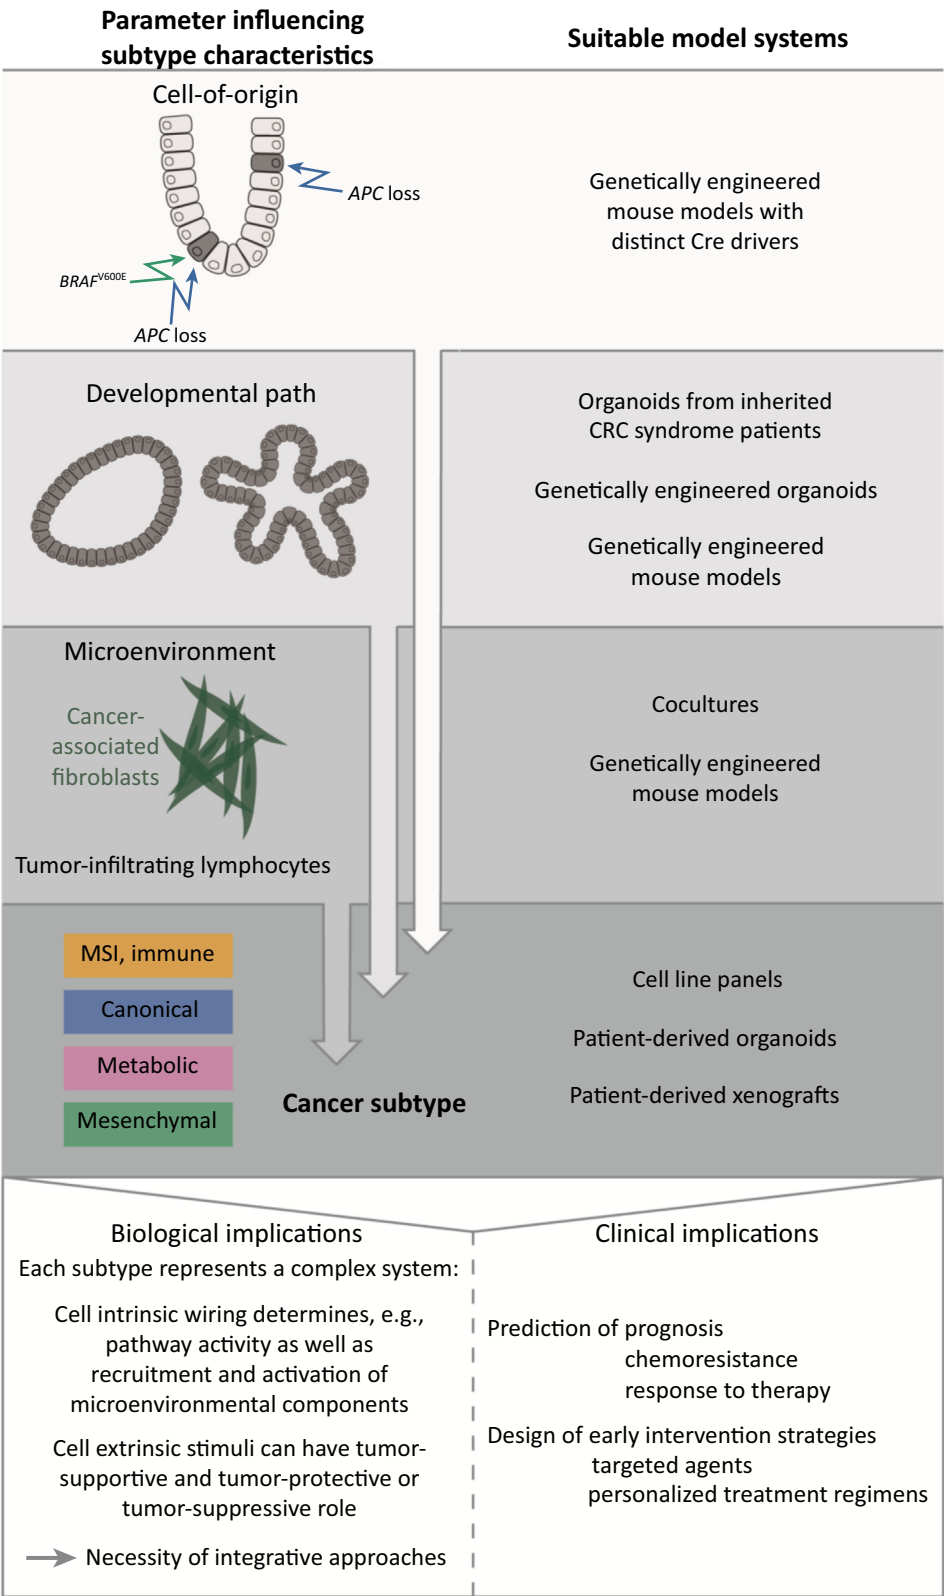 Parameter influencing
subtype characteristics
Suitable model systems
Cell-of-origin
APC loss
BRAFV600E
APC loss
Genetically engineered
mouse models with
distinct Cre drivers
Developmental path
Organoids from inherited
CRC syndrome patients
Genetically engineered organoids
Genetically engineered
mouse models
Microenvironment
Cancer-
associated
fibroblasts
Tumor-infiltrating lymphocytes
Cocultures
Genetically engineered
mouse models
MSI, immune
Canonical
Metabolic
Mesenchymal
Cancer subtype
Cell line panels
Patient-derived organoids
Patient-derived xenografts
Biological implications
Each subtype represents a complex system:
Cell intrinsic wiring determines, e.g.,
pathway activity as well as
recruitment and activation of
microenvironmental components
Cell extrinsic stimuli can have tumor-
supportive and tumor-protective or
tumor-suppressive role
Necessity of integrative approaches
Clinical implications
Prediction of prognosis
chemoresistance
response to therapy
Design of early intervention strategies
targeted agents
personalized treatment regimens